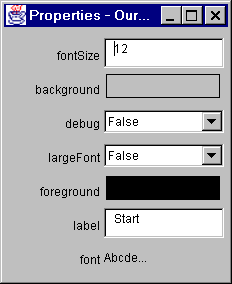 Properties - Our...
fontSize 12
background
debug False
largeFont False
foreground
label Start
font Abcde...